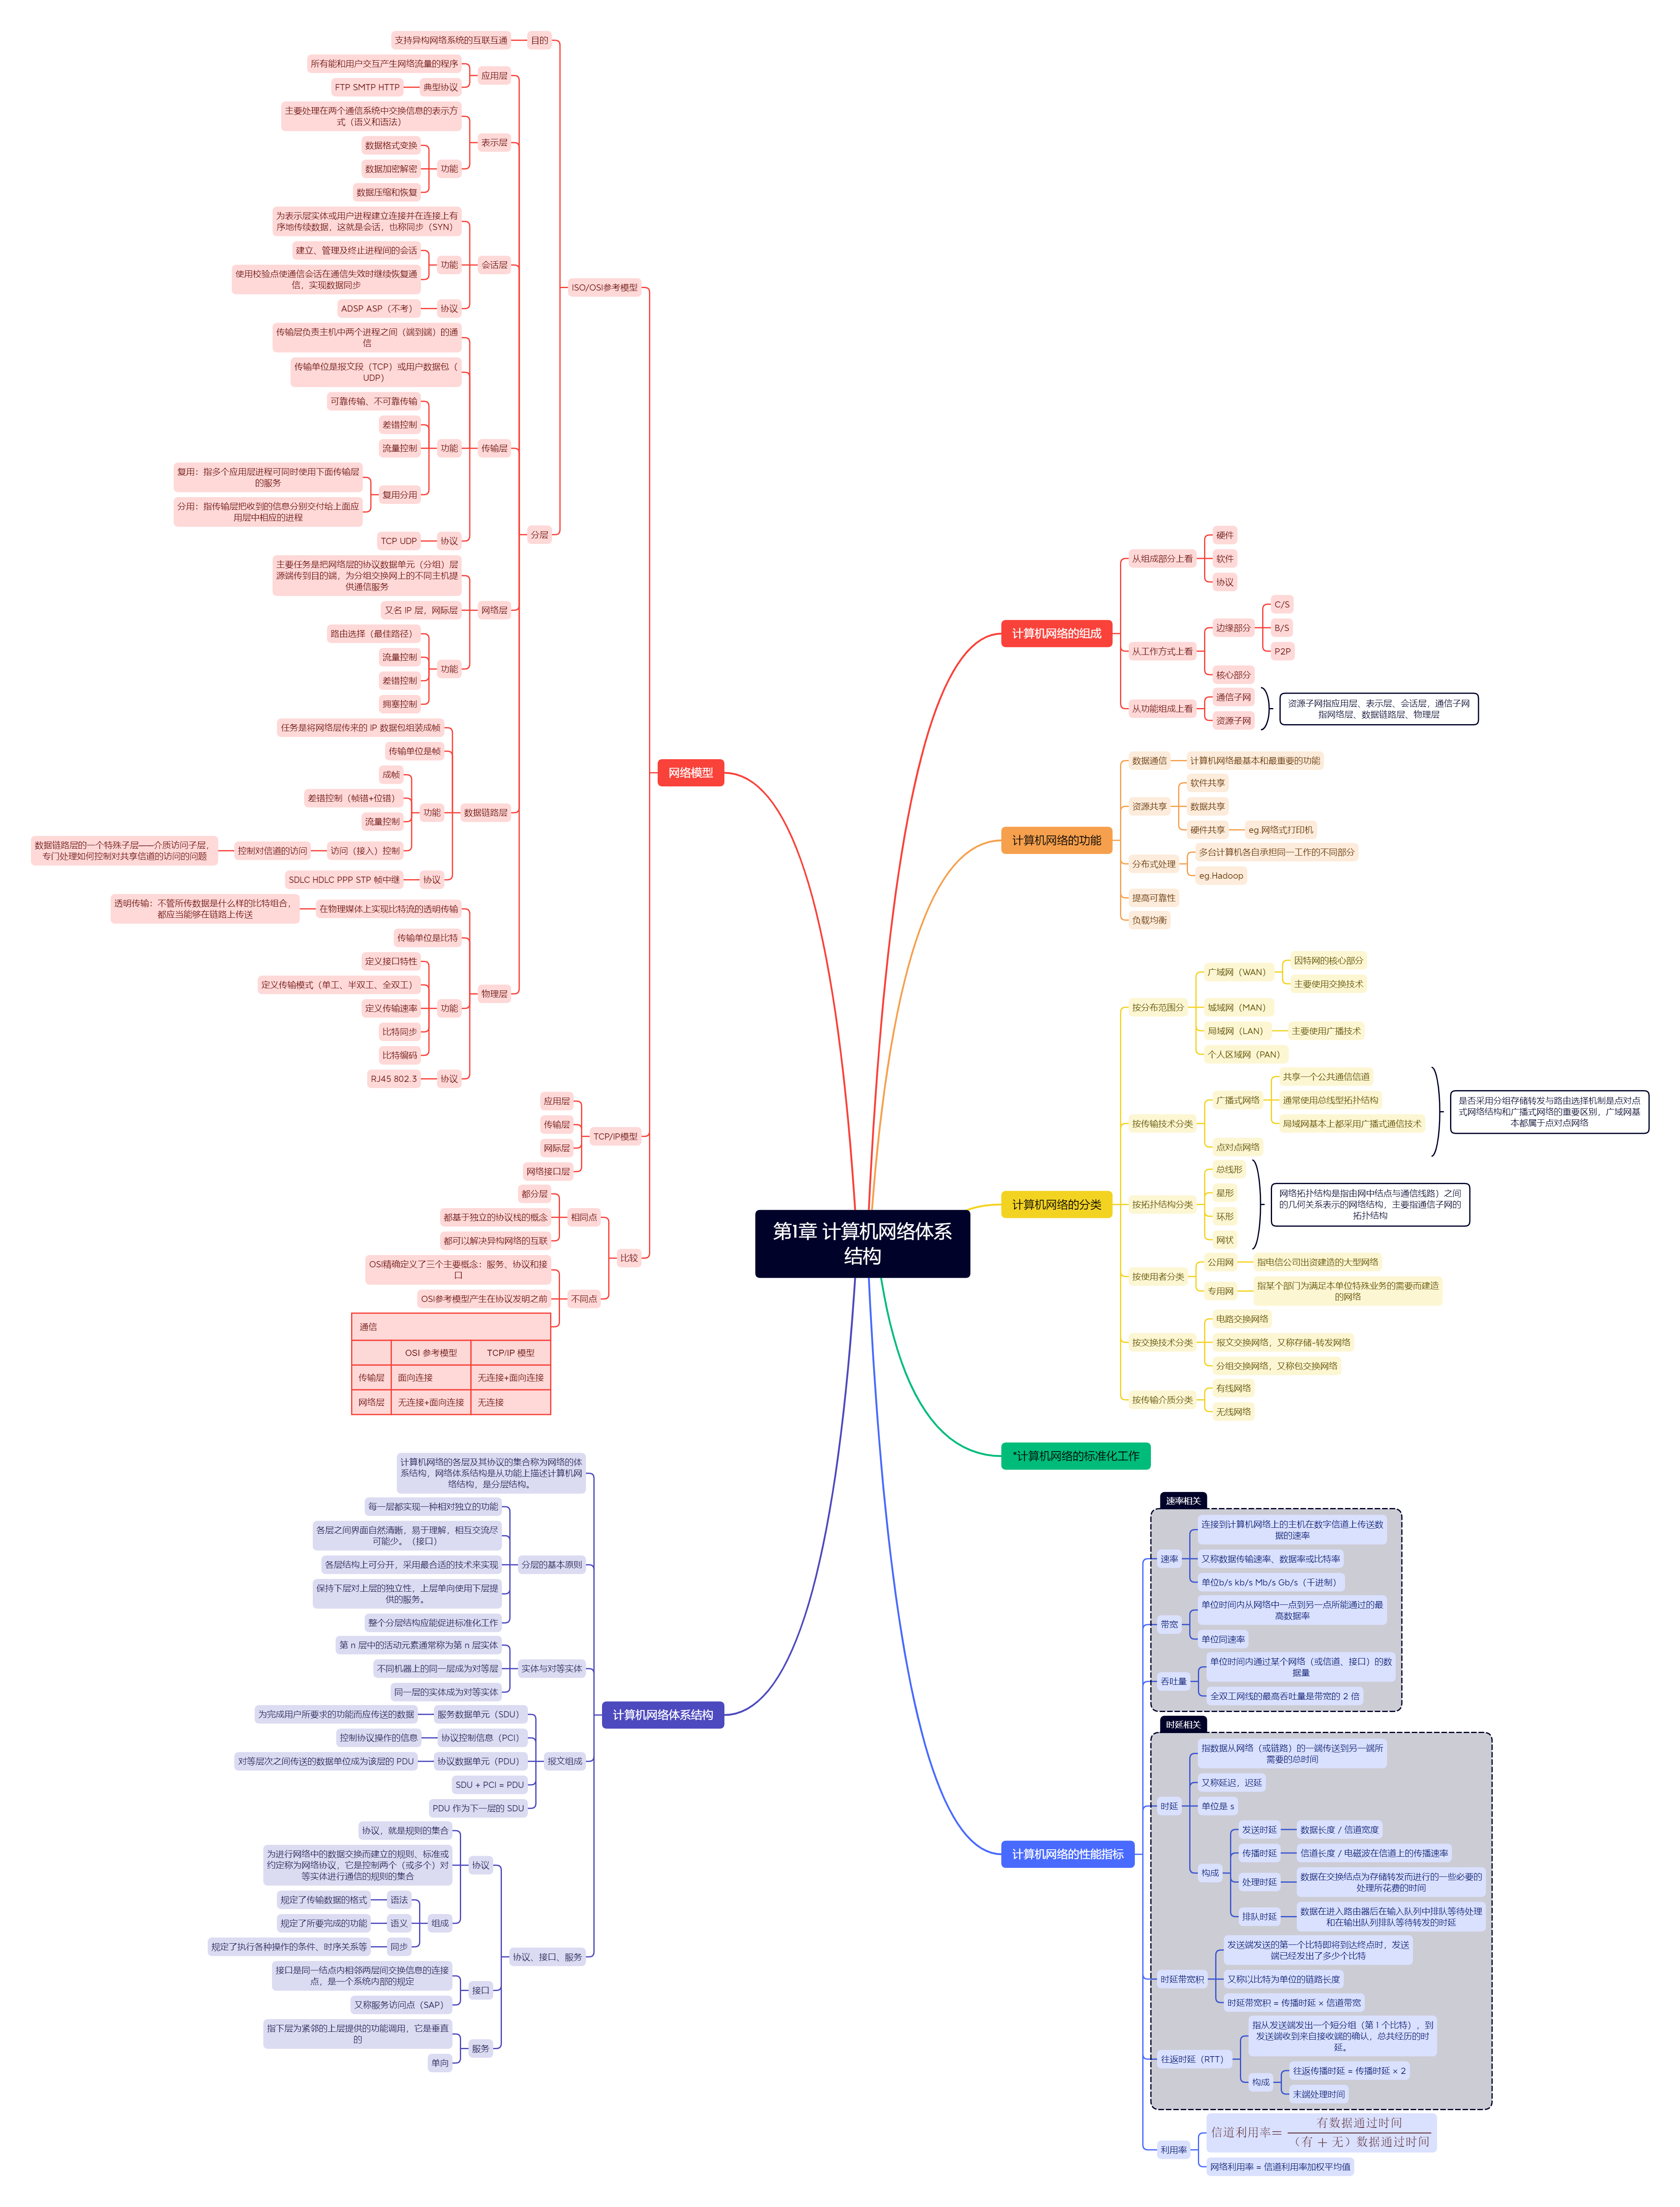 第1章 计算机网络体系
结构
计算机网络的组成
从组成部分上看
硬件
软件
协议
从工作方式上看
边缘部分
C/S
B/S
P2P
核心部分
从功能组成上看
通信子网
资源子网
资源子网指应用层、表示层、会话层，通信子网
指网络层、数据链路层、物理层
计算机网络的功能
数据通信
计算机网络最基本和最重要的功能
资源共享
软件共享
数据共享
硬件共享
eg.网络式打印机
分布式处理
多台计算机各自承担同一工作的不同部分
eg.Hadoop
提高可靠性
负载均衡
计算机网络的分类
按分布范围分
广域网（WAN）
因特网的核心部分
主要使用交换技术
城域网（MAN）
局域网（LAN）
主要使用广播技术
个人区域网（PAN）
按传输技术分类
广播式网络
共享一个公共通信信道
通常使用总线型拓扑结构
局域网基本上都采用广播式通信技术
点对点网络
是否采用分组存储转发与路由选择机制是点对点
式网络结构和广播式网络的重要区别，广域网基
本都属于点对点网络
按拓扑结构分类
总线形
星形
环形
网状
网络拓扑结构是指由网中结点与通信线路）之间
的几何关系表示的网络结构，主要指通信子网的
拓扑结构
按使用者分类
公用网
指电信公司出资建造的大型网络
专用网
指某个部门为满足本单位特殊业务的需要而建造
的网络
按交换技术分类
电路交换网络
报文交换网络，又称存储-转发网络
分组交换网络，又称包交换网络
按传输介质分类
有线网络
无线网络
*计算机网络的标准化工作
计算机网络的性能指标
速率相关
速率
连接到计算机网络上的主机在数字信道上传送数
据的速率
又称数据传输速率、数据率或比特率
单位b/s kb/s Mb/s Gb/s（千进制）
带宽
单位时间内从网络中一点到另一点所能通过的最
高数据率
单位同速率
吞吐量
单位时间内通过某个网络（或信道、接口）的数
据量
全双工网线的最高吞吐量是带宽的 2 倍
时延相关
时延
指数据从网络（或链路）的一端传送到另一端所
需要的总时间
又称延迟，迟延
单位是 s
构成
发送时延
数据长度 / 信道宽度
传播时延
信道长度 / 电磁波在信道上的传播速率
处理时延
数据在交换结点为存储转发而进行的一些必要的
处理所花费的时间
排队时延
数据在进入路由器后在输入队列中排队等待处理
和在输出队列排队等待转发的时延
时延带宽积
发送端发送的第一个比特即将到达终点时，发送
端已经发出了多少个比特
又称以比特为单位的链路长度
时延带宽积 = 传播时延 × 信道带宽
往返时延（RTT）
指从发送端发出一个短分组（第 1 个比特），到
发送端收到来自接收端的确认，总共经历的时
延。
构成
往返传播时延 = 传播时延 × 2
末端处理时间
利用率
信道利用率= 有数据通过时间
（有 + 无）数据通过时间
网络利用率 = 信道利用率加权平均值
网络模型
ISO/OSI参考模型
目的
支持异构网络系统的互联互通
分层
应用层
所有能和用户交互产生网络流量的程序
典型协议
FTP SMTP HTTP
表示层
主要处理在两个通信系统中交换信息的表示方
式（语义和语法）
功能
数据格式变换
数据加密解密
数据压缩和恢复
会话层
为表示层实体或用户进程建立连接并在连接上有
序地传续数据，这就是会话，也称同步（SYN）
功能
建立、管理及终止进程间的会话
使用校验点使通信会话在通信失效时继续恢复通
信，实现数据同步
协议
ADSP ASP（不考）
传输层
传输层负责主机中两个进程之间（端到端）的通
信
传输单位是报文段（TCP）或用户数据包（
UDP）
功能
可靠传输、不可靠传输
差错控制
流量控制
复用分用
复用：指多个应用层进程可同时使用下面传输层
的服务
分用：指传输层把收到的信息分别交付给上面应
用层中相应的进程
协议
TCP UDP
网络层
主要任务是把网络层的协议数据单元（分组）层
源端传到目的端，为分组交换网上的不同主机提
供通信服务
又名 IP 层，网际层
功能
路由选择（最佳路径）
流量控制
差错控制
拥塞控制
数据链路层
任务是将网络层传来的 IP 数据包组装成帧
传输单位是帧
功能
成帧
差错控制（帧错+位错）
流量控制
访问（接入）控制
控制对信道的访问
数据链路层的一个特殊子层——介质访问子层，
专门处理如何控制对共享信道的访问的问题
协议
SDLC HDLC PPP STP 帧中继
物理层
在物理媒体上实现比特流的透明传输
透明传输：不管所传数据是什么样的比特组合，
都应当能够在链路上传送
传输单位是比特
功能
定义接口特性
定义传输模式（单工、半双工、全双工）
定义传输速率
比特同步
比特编码
协议
RJ45 802.3
TCP/IP模型
应用层
传输层
网际层
网络接口层
比较
相同点
都分层
都基于独立的协议栈的概念
都可以解决异构网络的互联
不同点
OSI精确定义了三个主要概念：服务、协议和接
口
OSI参考模型产生在协议发明之前
通信
OSI 参考模型 TCP/IP 模型
传输层 面向连接 无连接+面向连接
网络层 无连接+面向连接 无连接
计算机网络体系结构
计算机网络的各层及其协议的集合称为网络的体
系结构，网络体系结构是从功能上描述计算机网
络结构，是分层结构。
分层的基本原则
每一层都实现一种相对独立的功能
各层之间界面自然清晰，易于理解，相互交流尽
可能少。（接口）
各层结构上可分开，采用最合适的技术来实现
保持下层对上层的独立性，上层单向使用下层提
供的服务。
整个分层结构应能促进标准化工作
实体与对等实体
第 n 层中的活动元素通常称为第 n 层实体
不同机器上的同一层成为对等层
同一层的实体成为对等实体
报文组成
服务数据单元（SDU）
为完成用户所要求的功能而应传送的数据
协议控制信息（PCI）
控制协议操作的信息
协议数据单元（PDU）
对等层次之间传送的数据单位成为该层的 PDU
SDU + PCI = PDU
PDU 作为下一层的 SDU
协议、接口、服务
协议
协议，就是规则的集合
为进行网络中的数据交换而建立的规则、标准或
约定称为网络协议，它是控制两个（或多个）对
等实体进行通信的规则的集合
组成
语法
规定了传输数据的格式
语义
规定了所要完成的功能
同步
规定了执行各种操作的条件、时序关系等
接口
接口是同一结点内相邻两层间交换信息的连接
点，是一个系统内部的规定
又称服务访问点（SAP）
服务
指下层为紧邻的上层提供的功能调用，它是垂直
的
单向